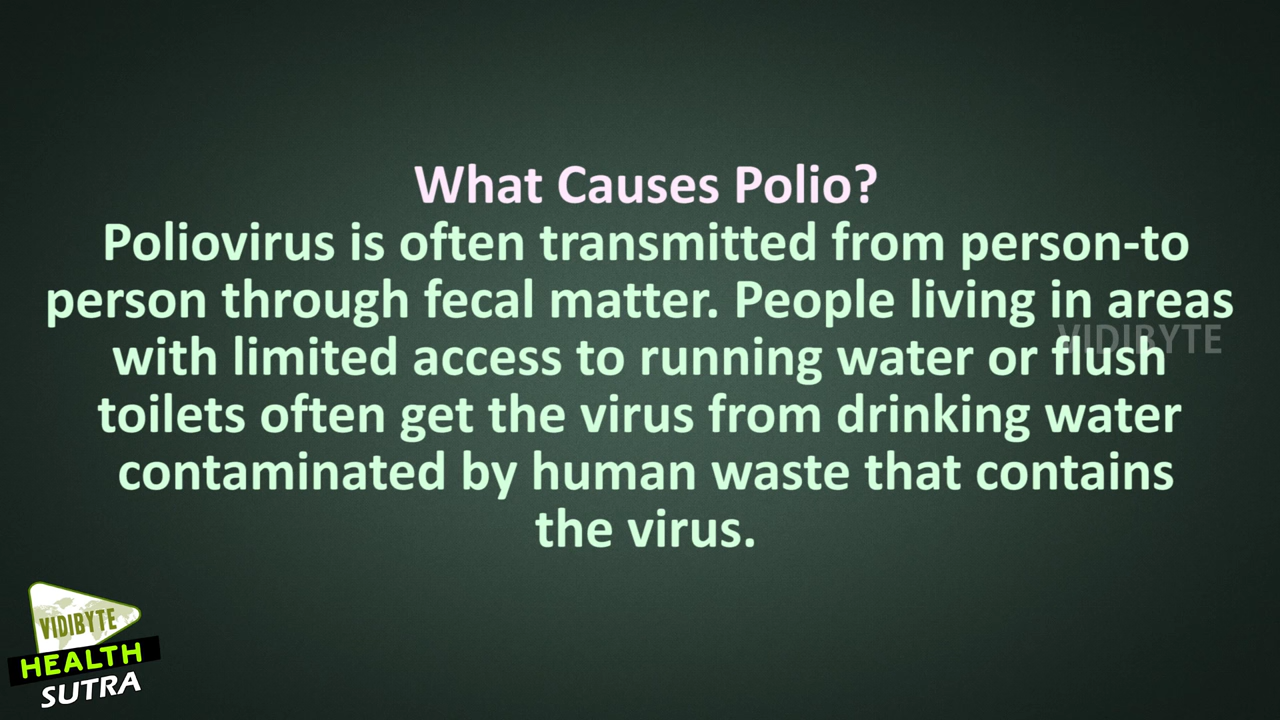 What Causes Polio?
Poliovirus is often transmitted from person-to
person through fecal matter. People living in areas
with limited access to running water or flush
toilets often get the virus from drinking water
contaminated by human waste that contains
the virus.
VIDIBYTE
VIDIBYTE
HEALTH
SUTRA